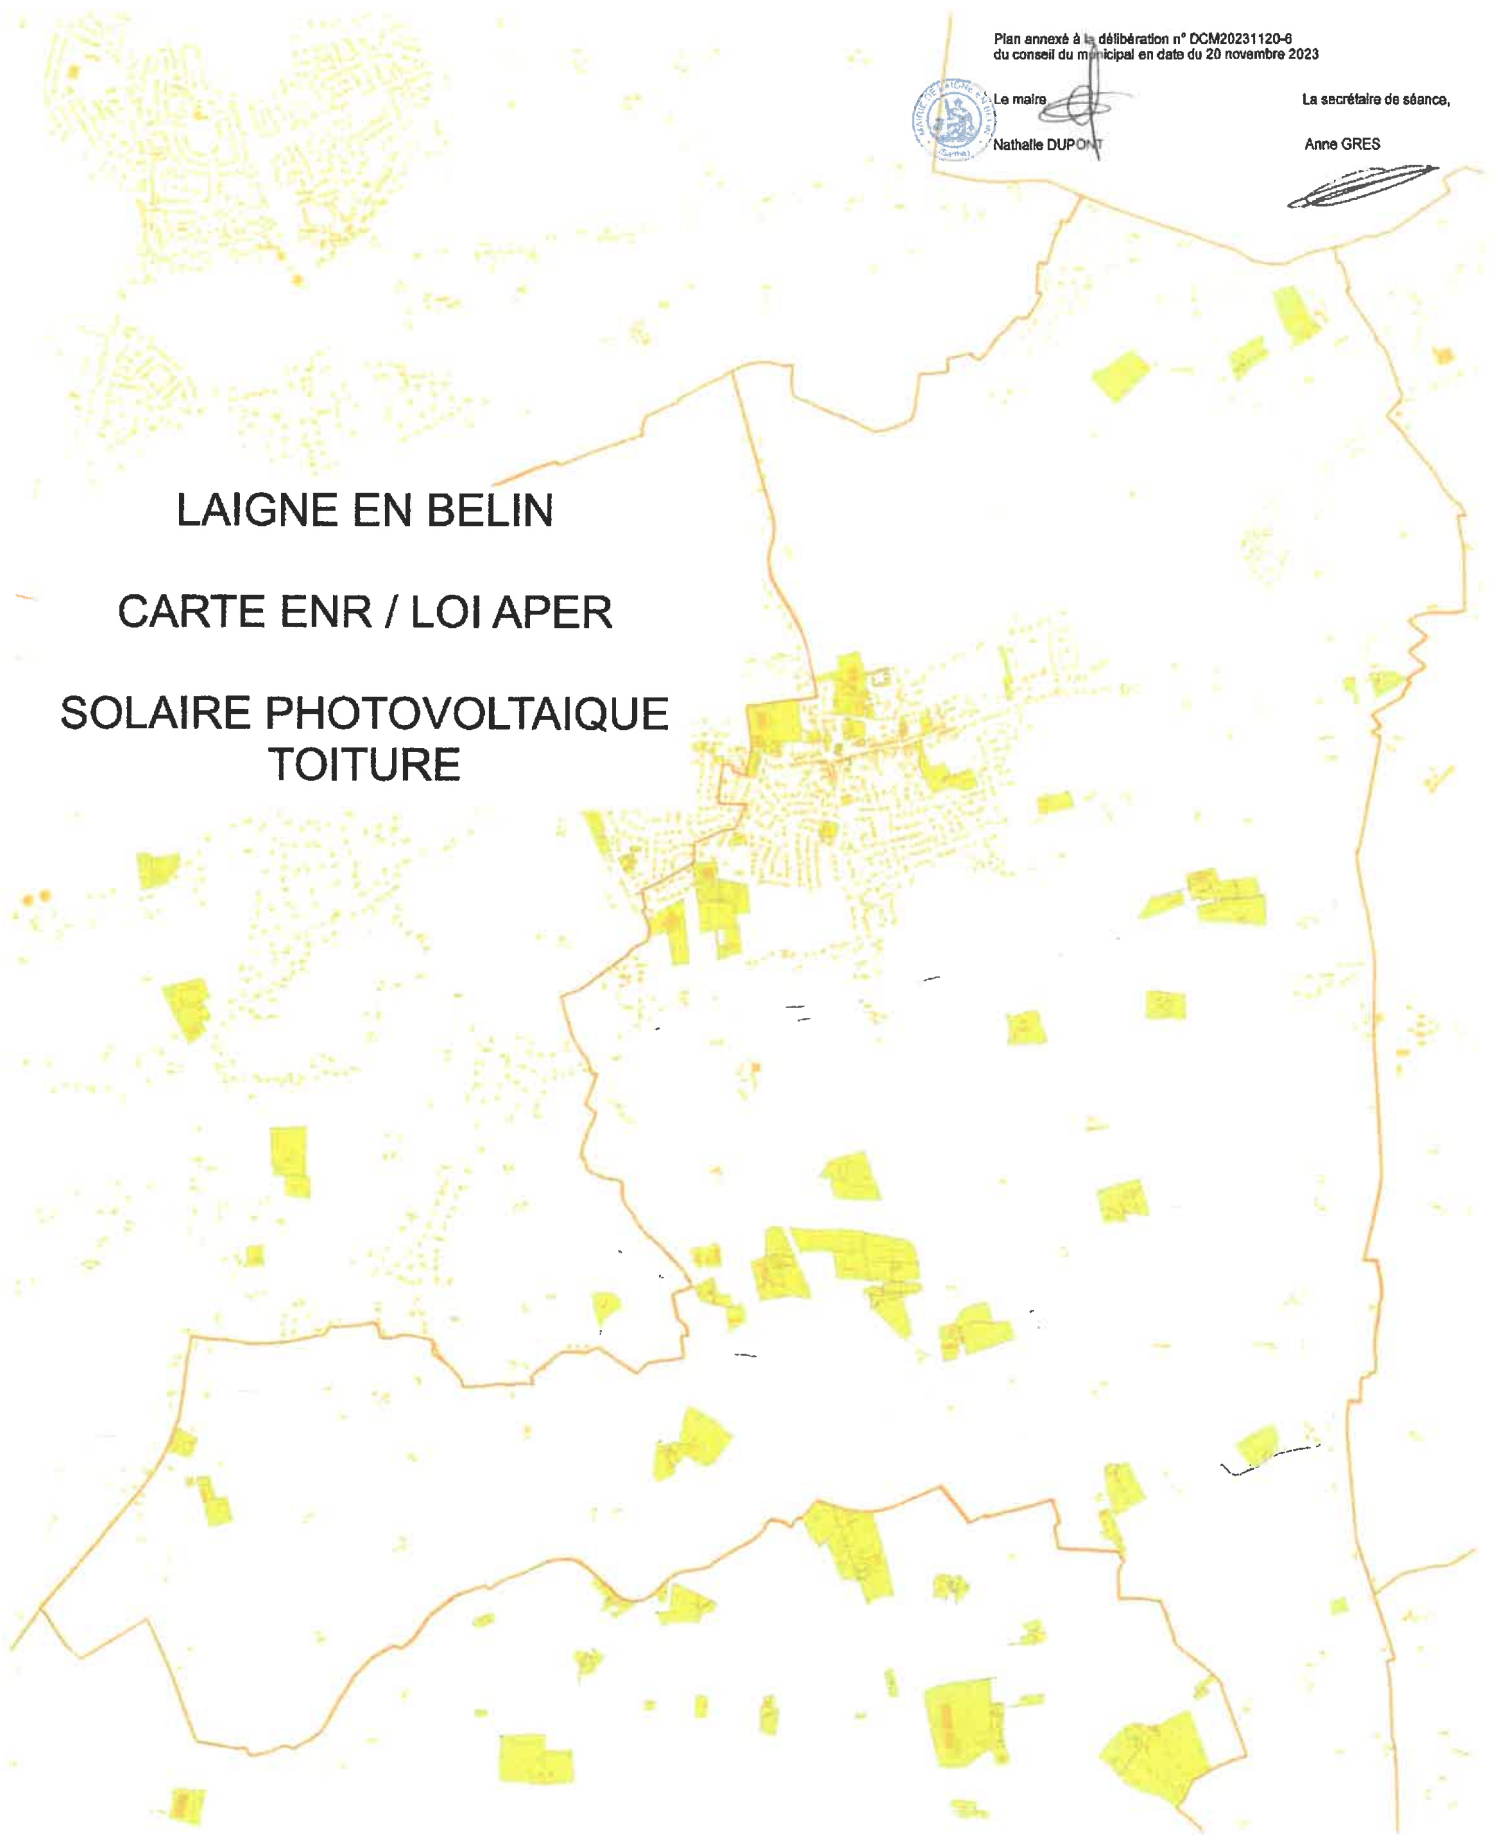 Plan annexé à la délibération n° DCM20231120-6
du conseil du municipal en date du 20 novembre 2023
Le maire
La secrétaire de séance,
Nathalie DUPONT
Anne GRES
LAIGNE EN BELIN
CARTE ENR / LOI APER
SOLAIRE PHOTOVOLTAIQUE
TOITURE